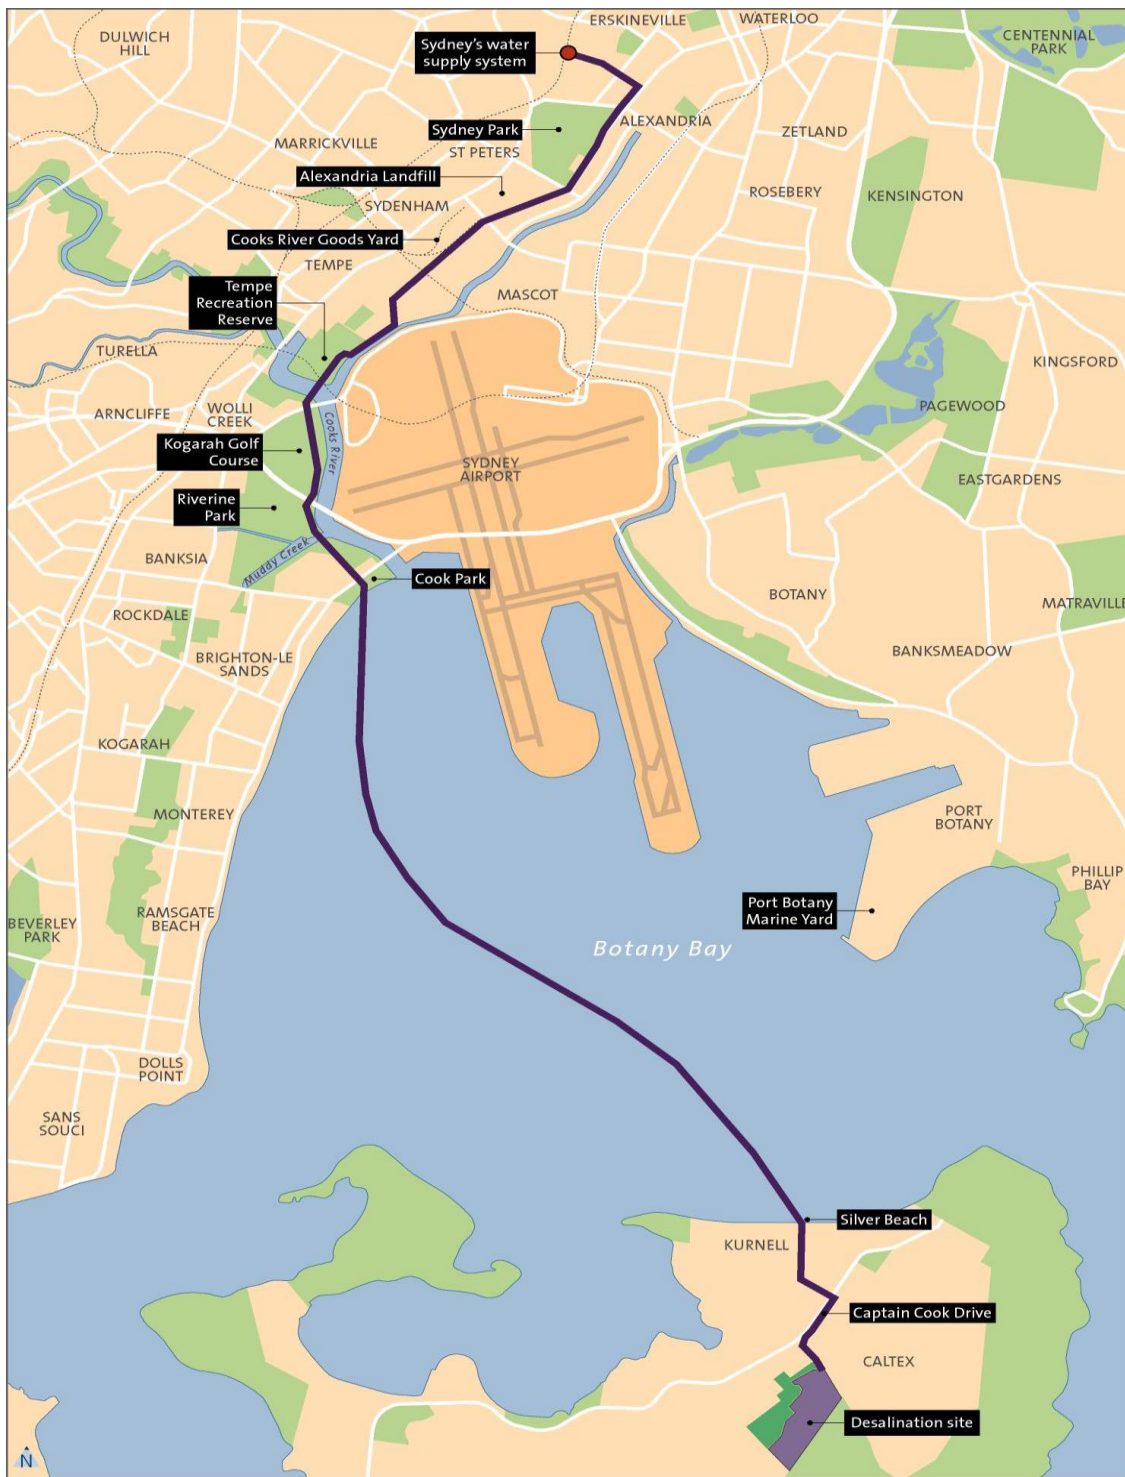 ERSKINEVILLE
WATERLOO
DULWICH
HILL
CENTENNIAL
PARK
Sydney's water
supply system
Sydney Park
ALEXANDRIA
ZETLAND
MARRICKVILLE
ST PETERS
Alexandria Landfill
ROSEBERY
KENSINGTON
SYDENHAM
Cooks River Goods Yard
TEMPE
Tempe
Recreation
Reserve
MASCOT
TURELLA
KINGSFORD
ARNCLIFFE
WOLLI
CREEK
PAGEWOOD
Cooks River
Kogarah Golf
Course
SYDNEY
AIRPORT
EASTGARDENS
Riverine
Park
BANKSIA
Muddy Creek
Cook Park
BOTANY
MATRAVILLE
ROCKDALE
BRIGHTON-LE
SANDS
BANKSMEADOW
KOGARAH
MONTEREY
PORT
BOTANY
PHILLIP
BAY
BEVERLEY
PARK
RAMSGATE
BEACH
Port Botany
Marine Yard
Botany Bay
DOLLS
POINT
SANS
SOUCI
Silver Beach
KURNELL
Captain Cook Drive
CALTEX
Desalination site
N